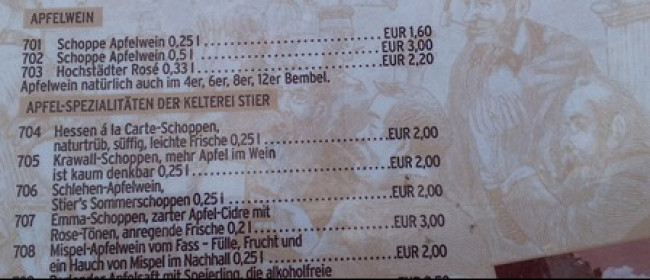 APFELWEIN
701 Schoppe Apfelwein 0,25 l EUR 1,60
702 Schoppe Apfelwein 0,5 l EUR 3,00
703 Hochstädter Rosé 0,33 l EUR 2,20
Apfelwein natürlich auch im 4er, 6er, 8er, 12er Bembel.
APFEL-SPEZIALITÄTEN DER KELTEREI STIER
704 Hessen á la Carte-Schoppen,
naturtrüb, süffig, leichte Frische 0,25 l EUR 2,00
705 Krawall-Schoppen, mehr Apfel im Wein
ist kaum denkbar 0,25 l EUR 2,00
706 Schlehen-Apfelwein,
Stier's Sommerschoppen 0,25 l EUR 2,00
707 Emma-Schoppen, zarter Apfel-Cidre mit
Rose-Tönen, anregende Frische 0,2 l EUR 3,00
708 Mispel-Apfelwein vom Fass – Fülle, Frucht und
ein Hauch von Mispel im Nachhall 0,25 l EUR 2,00
Apfelsaft mit Speierling, die alkoholfreie